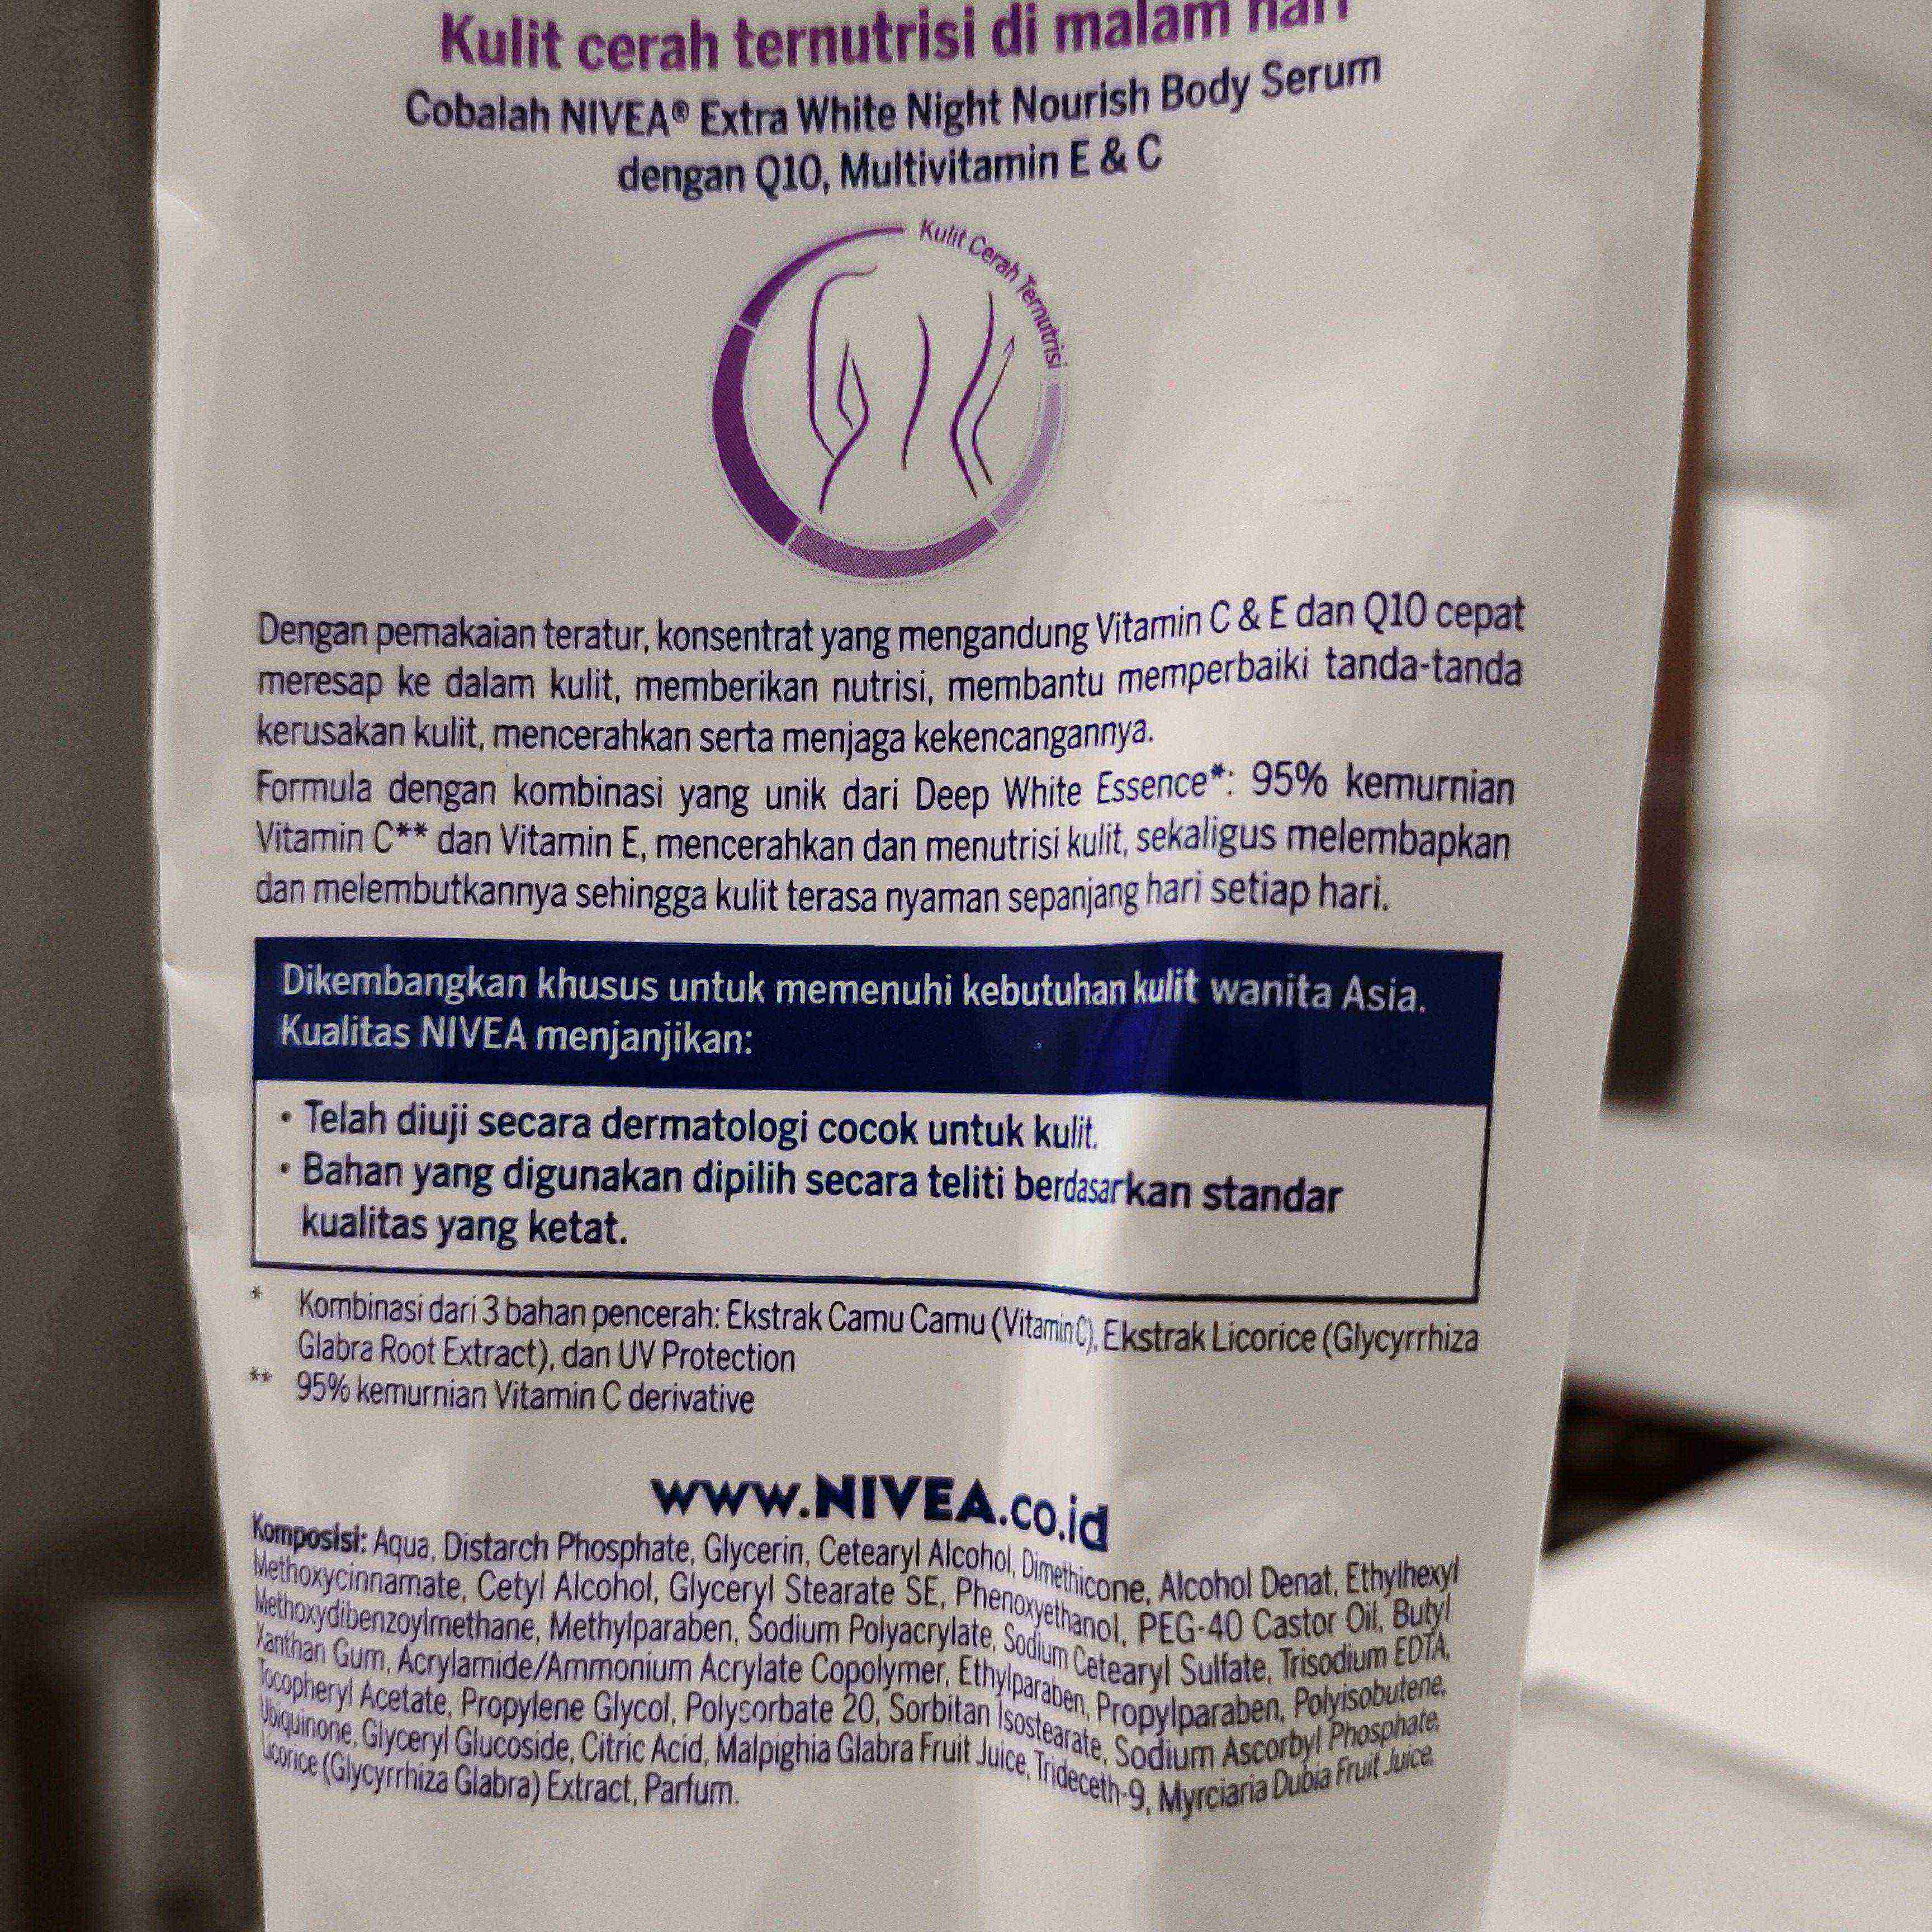 Kulit cerah ternutrisi di malam hari
Cobalah NIVEA® Extra White Night Nourish Body Serum
dengan Q10, Multivitamin E & C
Kulit Cerah Ternutrisi
Dengan pemakaian teratur, konsentrat yang mengandung Vitamin C & E dan Q10 cepat
meresap ke dalam kulit, memberikan nutrisi, membantu memperbaiki tanda-tanda
kerusakan kulit, mencerahkan serta menjaga kekencangannya.
Formula dengan kombinasi yang unik dari Deep White Essence*: 95% kemurnian
Vitamin C** dan Vitamin E, mencerahkan dan menutrisi kulit, sekaligus melembapkan
dan melembutkannya sehingga kulit terasa nyaman sepanjang hari setiap hari.
Dikembangkan khusus untuk memenuhi kebutuhan kulit wanita Asia.
Kualitas NIVEA menjanjikan:
• Telah diuji secara dermatologi cocok untuk kulit.
• Bahan yang digunakan dipilih secara teliti berdasarkan standar
kualitas yang ketat.
* Kombinasi dari 3 bahan pencerah: Ekstrak Camu Camu (Vitamin C), Ekstrak Licorice (Glycyrrhiza
Glabra Root Extract), dan UV Protection
** 95% kemurnian Vitamin C derivative
www.NIVEA.co.id
Komposisi: Aqua, Distarch Phosphate, Glycerin, Cetearyl Alcohol, Dimethicone, Alcohol Denat, Ethylhexyl
Methoxycinnamate, Cetyl Alcohol, Glyceryl Stearate SE, Phenoxyethanol, PEG-40 Castor Oil, Butyl
Methoxydibenzoylmethane, Methylparaben, Sodium Polyacrylate, Sodium Cetearyl Sulfate, Trisodium EDTA,
Xanthan Gum, Acrylamide/Ammonium Acrylate Copolymer, Ethylparaben, Propylparaben, Polyisobutene,
Tocopheryl Acetate, Propylene Glycol, Polysorbate 20, Sorbitan Isostearate, Sodium Ascorbyl Phosphate,
Ubiquinone, Glyceryl Glucoside, Citric Acid, Malpighia Glabra Fruit Juice, Trideceth-9, Myrciaria Dubia Fruit Juice,
Licorice (Glycyrrhiza Glabra) Extract, Parfum.